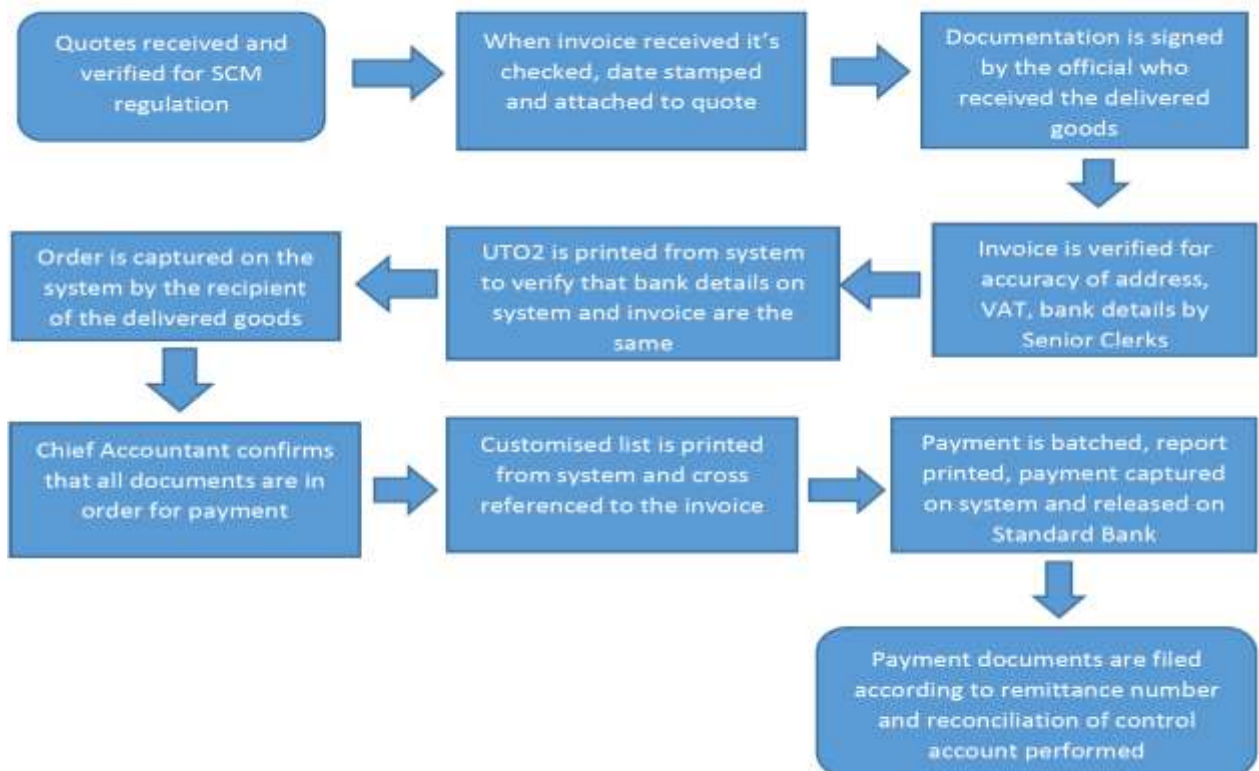 Quotes received and
verified for SCM
regulation
When invoice received it's
checked, date stamped
and attached to quote
Documentation is signed
by the official who
received the delivered
goods
Invoice is verified for
accuracy of address,
VAT, bank details by
Senior Clerks
UTO2 is printed from system
to verify that bank details on
system and invoice are the
same
Order is captured on the
system by the recipient
of the delivered goods
Chief Accountant confirms
that all documents are in
order for payment
Customised list is printed
from system and cross
referenced to the invoice
Payment is batched, report
printed, payment captured
on system and released on
Standard Bank
Payment documents are filed
according to remittance number
and reconciliation of control
account performed